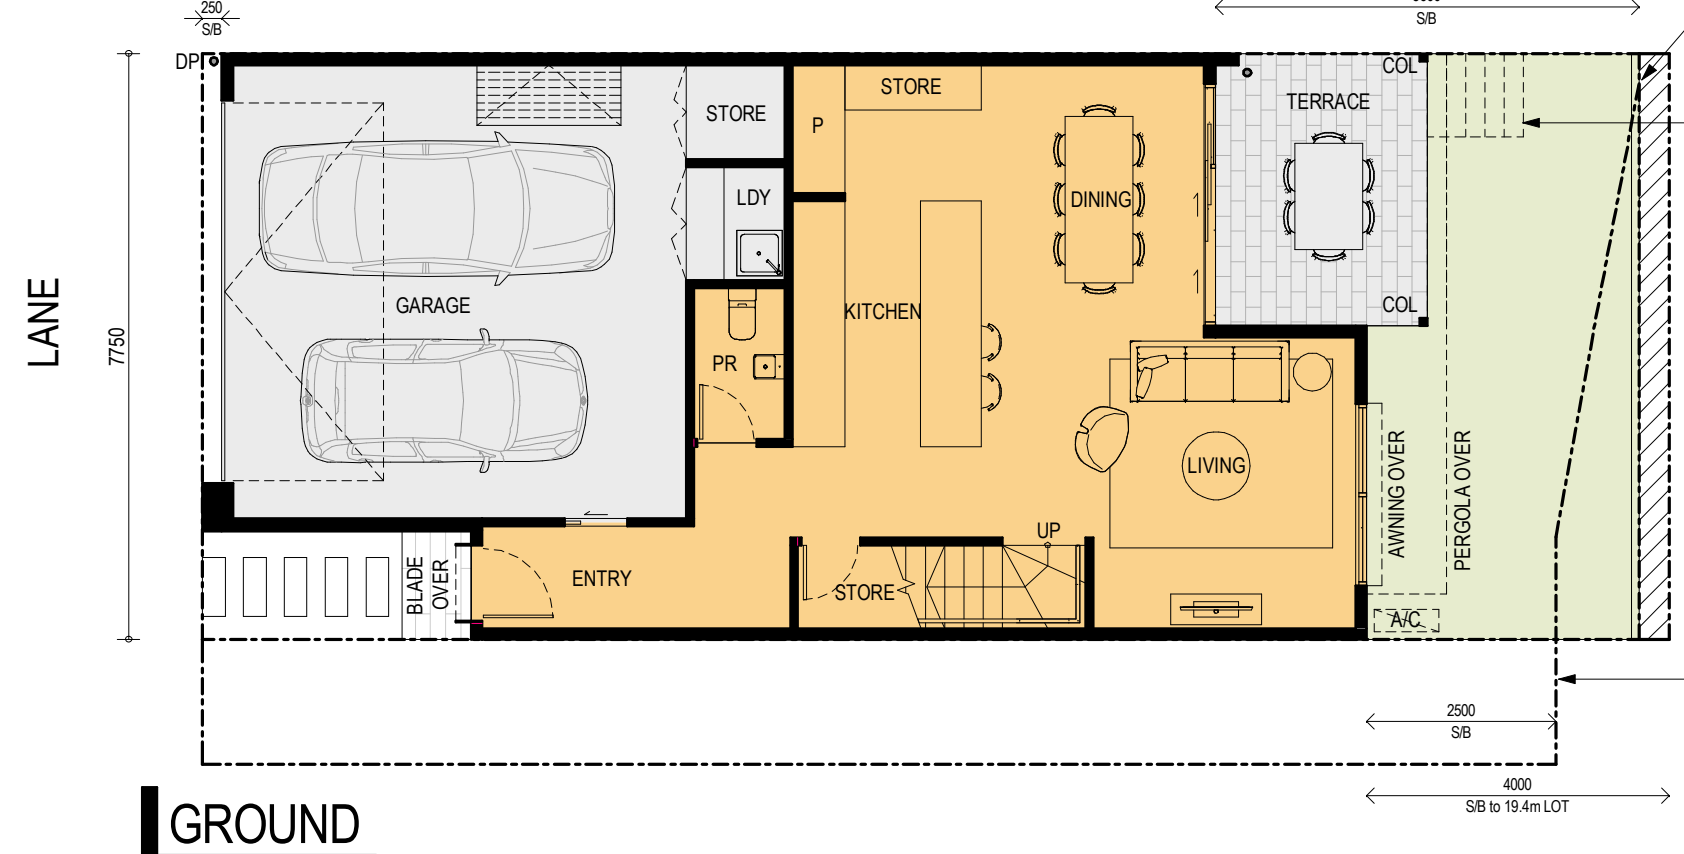 250
S/B
S/B
DP
COL
STORE
TERRACE
STORE
P
LDY
DINING
LANE
7750
GARAGE
KITCHEN
COL
PR
LIVING
AWNING OVER
PERGOLA OVER
UP
BLADE
OVER
ENTRY
STORE
A/C
2500
S/B
4000
S/B to 19.4m LOT
GROUND